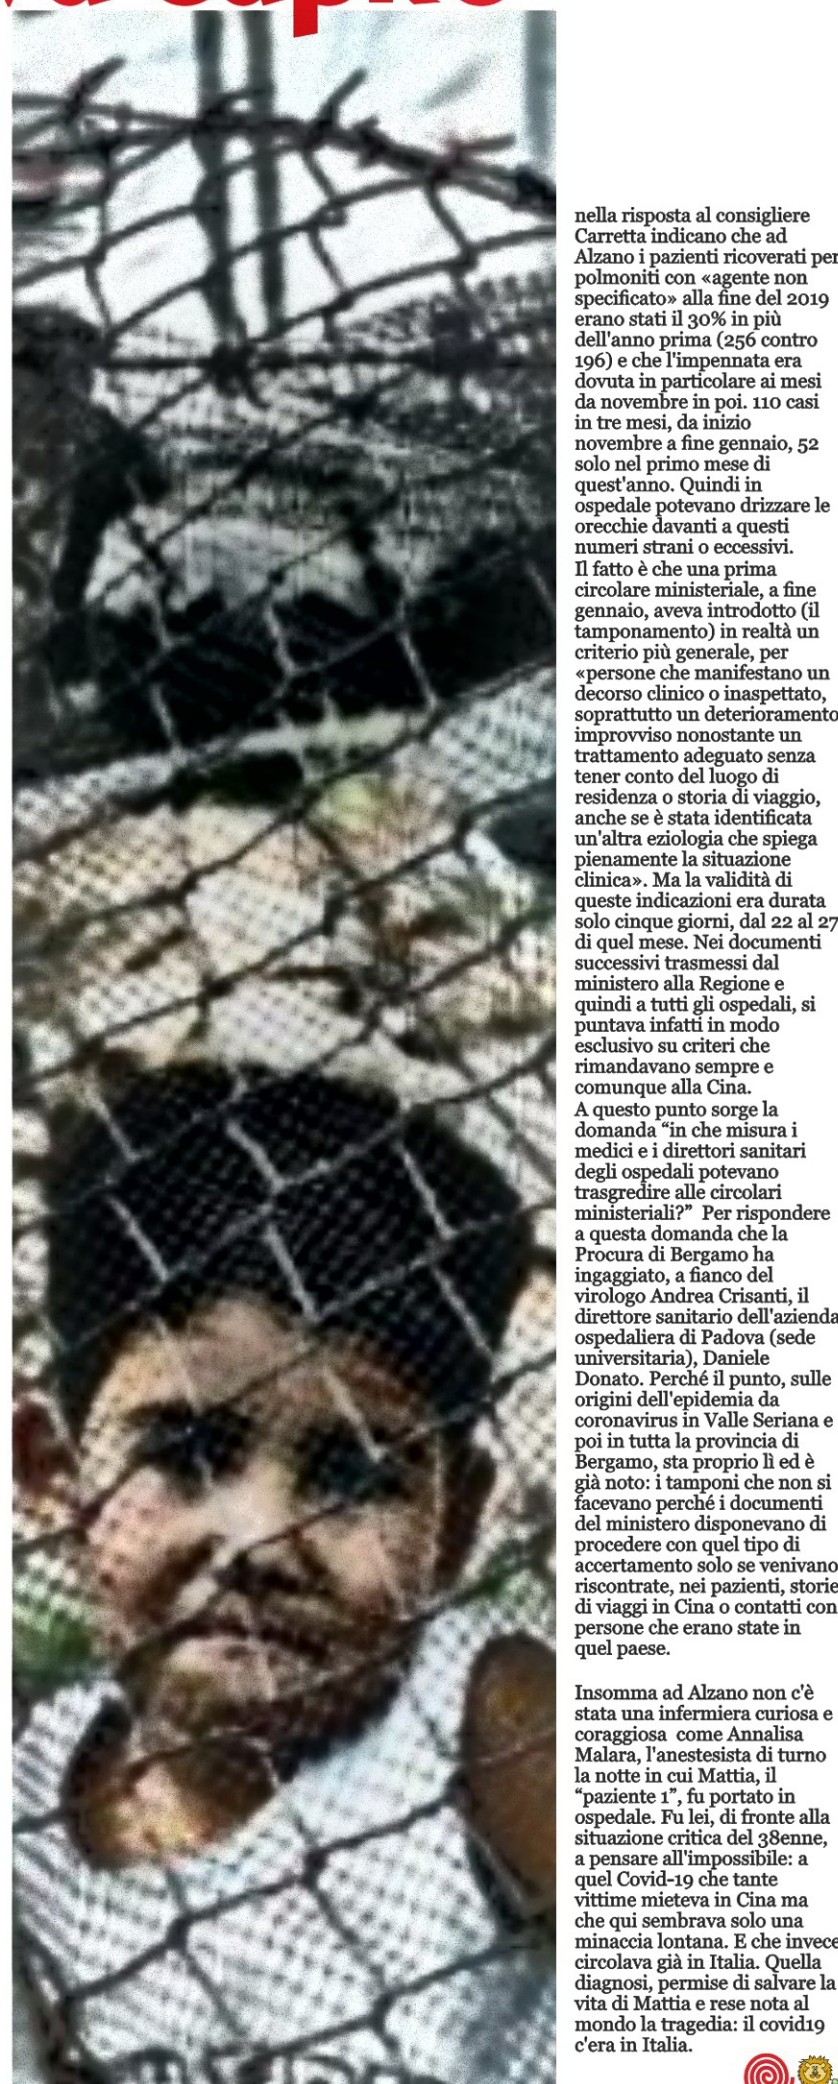 nella risposta al consigliere
Carretta indicano che ad
Alzano i pazienti ricoverati per
polmoniti con «agente non
specificato» alla fine del 2019
erano stati il 30% in più
dell'anno prima (256 contro
196) e che l'impennata era
dovuta in particolare ai mesi
da novembre in poi. 110 casi
in tre mesi, da inizio
novembre a fine gennaio, 52
solo nel primo mese di
quest'anno. Quindi in
ospedale potevano drizzare le
orecchie davanti a questi
numeri strani o eccessivi.
Il fatto è che una prima
circolare ministeriale, a fine
gennaio, aveva introdotto (il
tamponamento) in realtà un
criterio più generale, per
«persone che manifestano un
decorso clinico o inaspettato,
soprattutto un deterioramento
improvviso nonostante un
trattamento adeguato senza
tener conto del luogo di
residenza o storia di viaggio,
anche se è stata identificata
un'altra eziologia che spiega
pienamente la situazione
clinica». Ma la validità di
queste indicazioni era durata
solo cinque giorni, dal 22 al 27
di quel mese. Nei documenti
successivi trasmessi dal
ministero alla Regione e
quindi a tutti gli ospedali, si
puntava infatti in modo
esclusivo su criteri che
rimandavano sempre e
comunque alla Cina.
A questo punto sorge la
domanda “in che misura i
medici e i direttori sanitari
degli ospedali potevano
trasgredire alle circolari
ministeriali?” Per rispondere
a questa domanda che la
Procura di Bergamo ha
ingaggiato, a fianco del
virologo Andrea Crisanti, il
direttore sanitario dell'azienda
ospedaliera di Padova (sede
universitaria), Daniele
Donato. Perché il punto, sulle
origini dell'epidemia da
coronavirus in Valle Seriana e
poi in tutta la provincia di
Bergamo, sta proprio lì ed è
già noto: i tamponi che non si
facevano perché i documenti
del ministero disponevano di
procedere con quel tipo di
accertamento solo se venivano
riscontrate, nei pazienti, storie
di viaggi in Cina o contatti con
persone che erano state in
quel paese.
Insomma ad Alzano non c'è
stata una infermiera curiosa e
coraggiosa come Annalisa
Malara, l'anestesista di turno
la notte in cui Mattia, il
“paziente 1”, fu portato in
ospedale. Fu lei, di fronte alla
situazione critica del 38enne,
a pensare all'impossibile: a
quel Covid-19 che tante
vittime mieteva in Cina ma
che qui sembrava solo una
minaccia lontana. E che invece
circolava già in Italia. Quella
diagnosi, permise di salvare la
vita di Mattia e rese nota al
mondo la tragedia: il covid19
c'era in Italia.